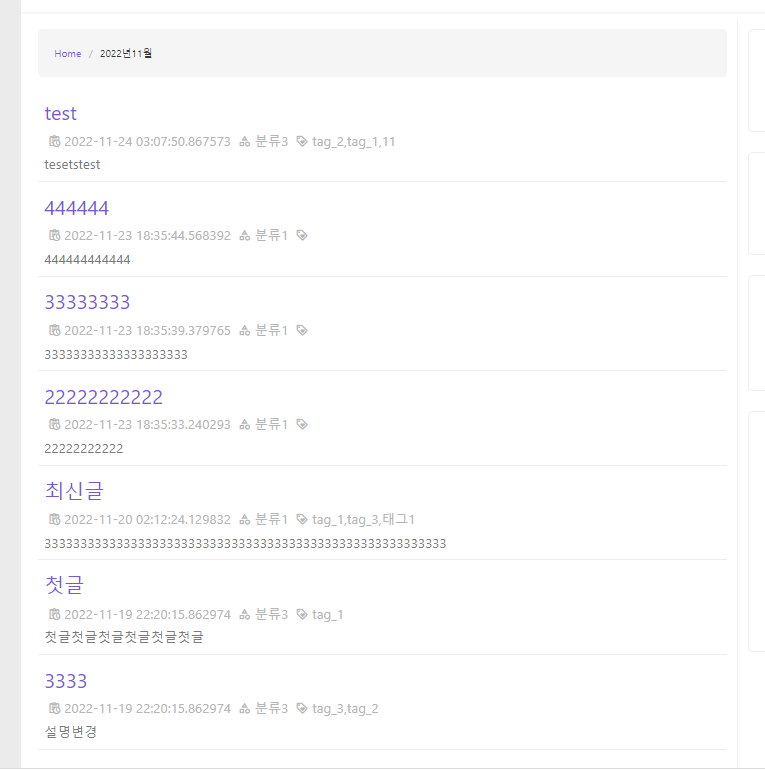 Home / 2022년11월
test
2022-11-24 03:07:50.867573 분류3 tag_2,tag_1,11
tesetstest
444444
2022-11-23 18:35:44.568392 분류1
444444444444
33333333
2022-11-23 18:35:39.379765 분류1
33333333333333333333
22222222222
2022-11-23 18:35:33.240293 분류1
22222222222
최신글
2022-11-20 02:12:24.129832 분류1 tag_1,tag_3,태그1
33333333333333333333333333333333333333333333333333333333
첫글
2022-11-19 22:20:15.862974 분류3 tag_1
첫글첫글첫글첫글첫글첫글
3333
2022-11-19 22:20:15.862974 분류3 tag_3,tag_2
설명변경